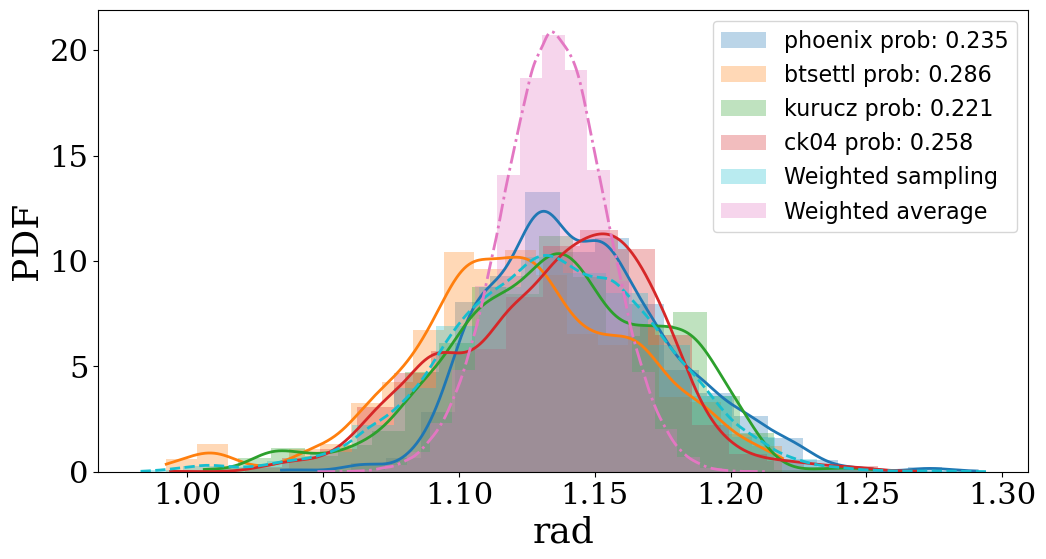 20
15
10
5
0
PDF
1.00
1.05
1.10
1.15
1.20
1.25
1.30
rad
phoenix prob: 0.235
btsettl prob: 0.286
kurucz prob: 0.221
ck04 prob: 0.258
Weighted sampling
Weighted average